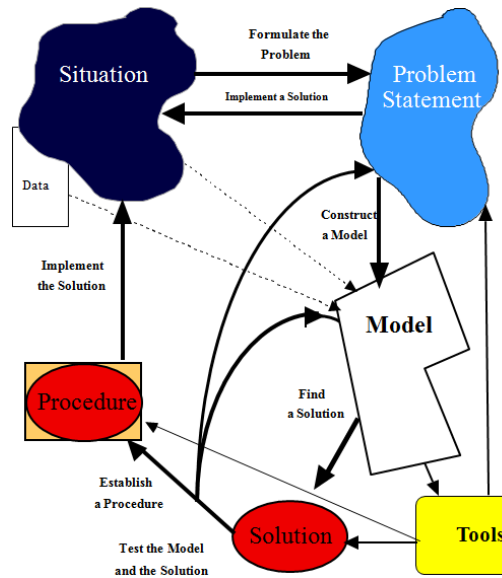 Formulate the
Problem
Situation
Problem
Statement
Implement a Solution
Data
Construct
a Model
Implement
the Solution
Model
Procedure
Find
a Solution
Establish
a Procedure
Solution
Tools
Test the Model
and the Solution